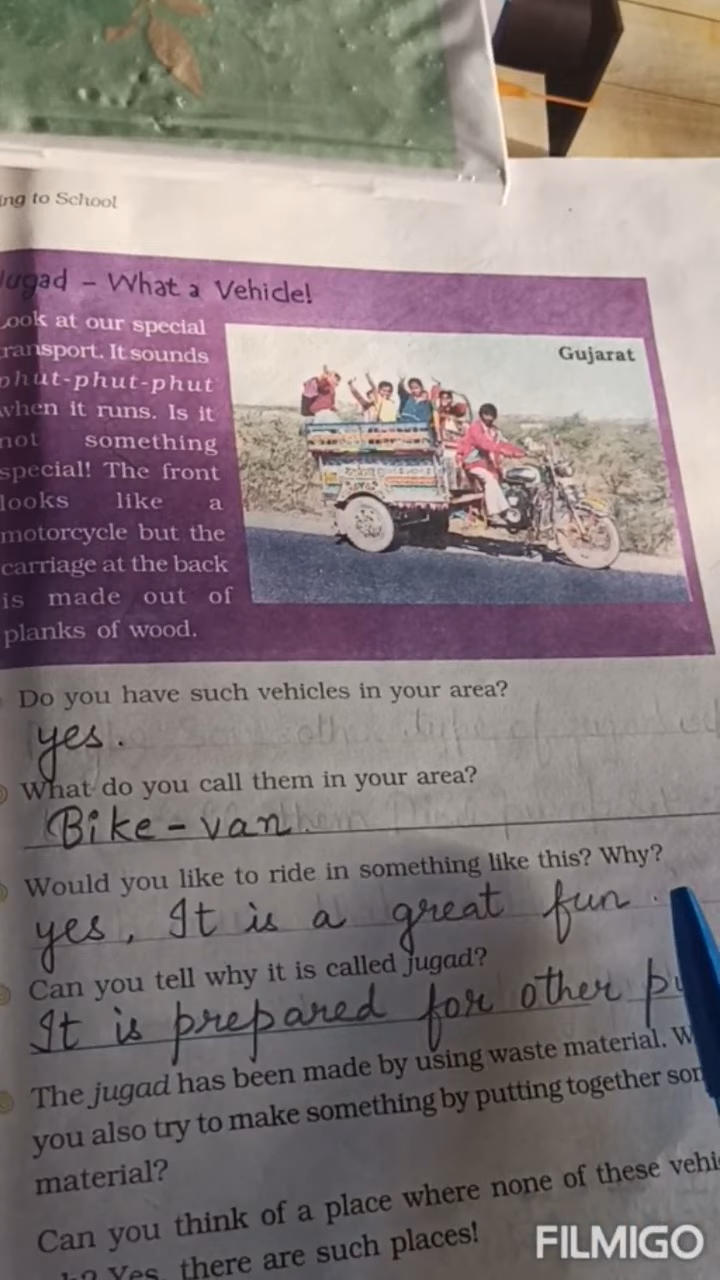 ing to School
Jugad – What a Vehicle!
Look at our special
transport. It sounds
phut-phut-phut
when it runs. Is it
not something
special! The front
looks like a
motorcycle but the
carriage at the back
is made out of
planks of wood.
Gujarat
Do you have such vehicles in your area?
yes.
What do you call them in your area?
Bike-van.
Would you like to ride in something like this? Why?
yes, It is a great fun.
Can you tell why it is called jugad?
It is prepared for other pu
The jugad has been made by using waste material. W
you also try to make something by putting together som
material?
Can you think of a place where none of these vehi
Yes, there are such places!
FILMIGO